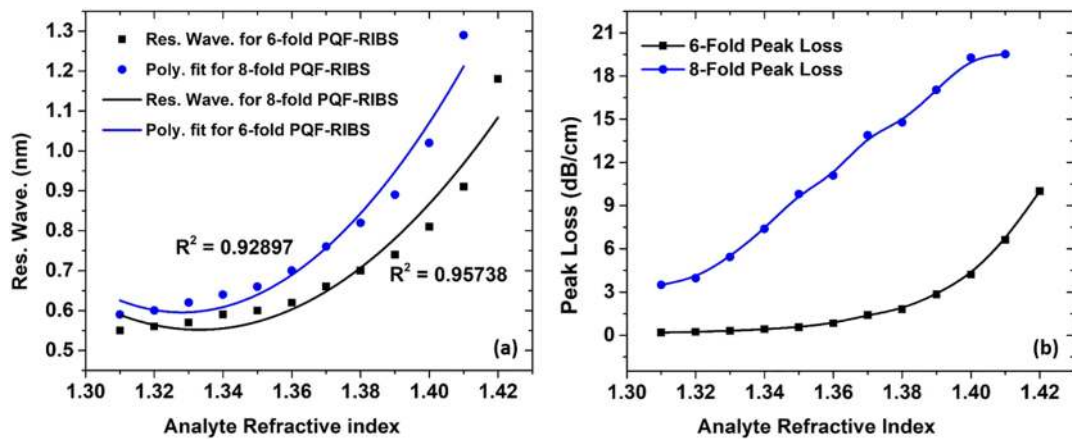 1.3
1.2
1.1
1.0
0.9
0.8
0.7
0.6
0.5
Res. Wave. (nm)
Res. Wave. for 6-fold PQF-RIBS
Poly. fit for 8-fold PQF-RIBS
Res. Wave. for 8-fold PQF-RIBS
Poly. fit for 6-fold PQF-RIBS
R² = 0.92897
R² = 0.95738
(a)
1.30 1.32 1.34 1.36 1.38 1.40 1.42
Analyte Refractive index
21
18
15
12
9
6
3
0
Peak Loss (dB/cm)
6-Fold Peak Loss
8-Fold Peak Loss
(b)
1.30 1.32 1.34 1.36 1.38 1.40 1.42
Analyte Refractive Index